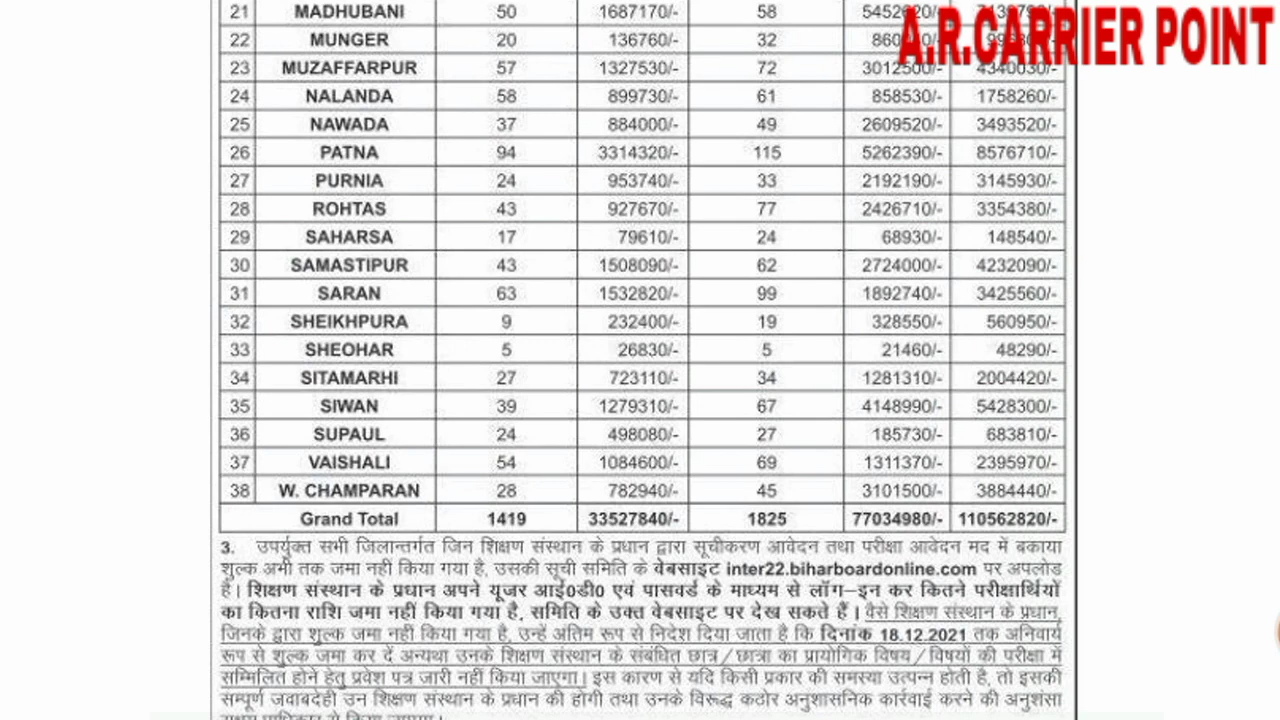 A.R.CARRIER POINT
21 MADHUBANI 50 1687170/- 58
22 MUNGER 20 136760/- 32
23 MUZAFFARPUR 57 1327530/- 72 3012500/- 4340030/-
24 NALANDA 58 899730/- 61 858530/- 1758260/-
25 NAWADA 37 884000/- 49 2609520/- 3493520/-
26 PATNA 94 3314320/- 115 5262390/- 8576710/-
27 PURNIA 24 953740/- 33 2192190/- 3145930/-
28 ROHTAS 43 927670/- 77 2426710/- 3354380/-
29 SAHARSA 17 79610/- 24 68930/- 148540/-
30 SAMASTIPUR 43 1508090/- 62 2724000/- 4232090/-
31 SARAN 63 1532820/- 99 1892740/- 3425560/-
32 SHEIKHPURA 9 232400/- 19 328550/- 560950/-
33 SHEOHAR 5 26830/- 5 21460/- 48290/-
34 SITAMARHI 27 723110/- 34 1281310/- 2004420/-
35 SIWAN 39 1279310/- 67 4148990/- 5428300/-
36 SUPAUL 24 498080/- 27 185730/- 683810/-
37 VAISHALI 54 1084600/- 69 1311370/- 2395970/-
38 W. CHAMPARAN 28 782940/- 45 3101500/- 3884440/-
Grand Total 1419 33527840/- 1825 77034980/- 110562820/-
3. उपर्युक्त सभी जिलान्तर्गत जिन शिक्षण संस्थान के प्रधान द्वारा सूचीकरण आवेदन तथा परीक्षा आवेदन मद में बकाया
शुल्क अभी तक जमा नहीं किया गया है, उसकी सूची समिति के वेबसाइट inter22.biharboardonline.com पर अपलोड
है। शिक्षण संस्थान के प्रधान अपने यूजर आई0डी0 एवं पासवर्ड के माध्यम से लॉग-इन कर कितने परीक्षार्थियों
का कितना राशि जमा नहीं किया गया है, समिति के उक्त वेबसाइट पर देख सकते हैं। वैसे शिक्षण संस्थान के प्रधान,
जिनके द्वारा शुल्क जमा नहीं किया गया है, उन्हें अंतिम रूप से निदेश दिया जाता है कि दिनांक 18.12.2021 तक अनिवार्य
रूप से शुल्क जमा कर दें अन्यथा उनके शिक्षण संस्थान के संबंधित छात्र/छात्रा का प्रायोगिक विषय/विषयों की परीक्षा में
सम्मिलित होने हेतु प्रवेश पत्र जारी नहीं किया जाएगा। इस कारण से यदि किसी प्रकार की समस्या उत्पन्न होती है, तो इसकी
सम्पूर्ण जवाबदेही उन शिक्षण संस्थान के प्रधान की होगी तथा उनके विरूद्ध कठोर अनुशासनिक कार्रवाई करने की अनुशंसा